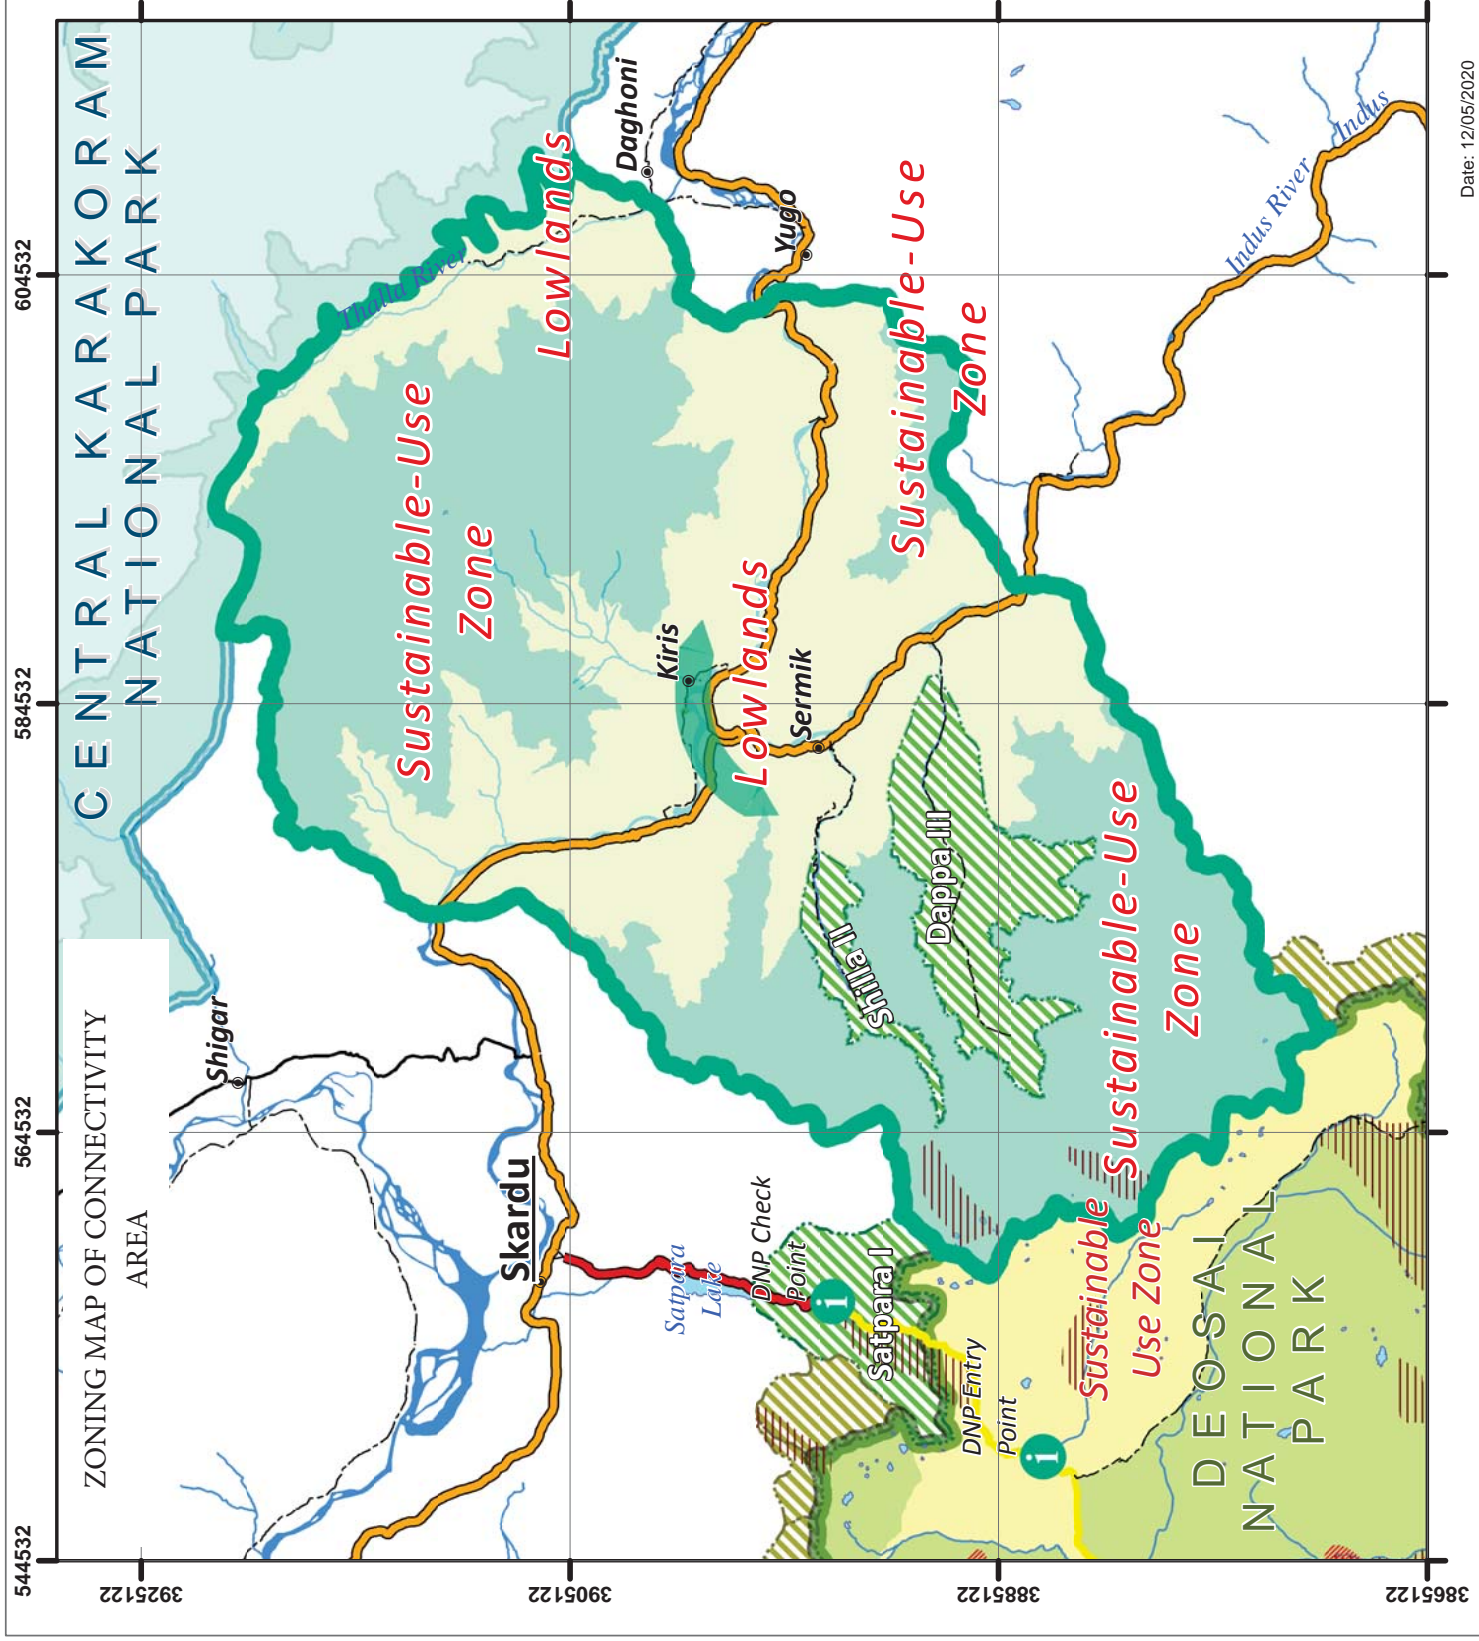 ZONING MAP OF CONNECTIVITY
AREA
CENTRAL KARAKORAM
NATIONAL PARK
544532
564532
584532
604532
3925122
3905122
3885122
3865122
Shigar
Thalla River
Sustainable-Use
Zone
Lowlands
Daghoni
Skardu
Kiris
Yugo
Satpara
Lake
Lowlands
Sermik
DNP Check
Point
i
Satpara I
Shilla II
Dappa III
Sustainable-Use
Zone
DNP-Entry
Point
i
Sustainable
Use Zone
Sustainable-Use
Zone
DEOSAI
NATIONAL
PARK
Indus River
Indus
Date: 12/05/2020